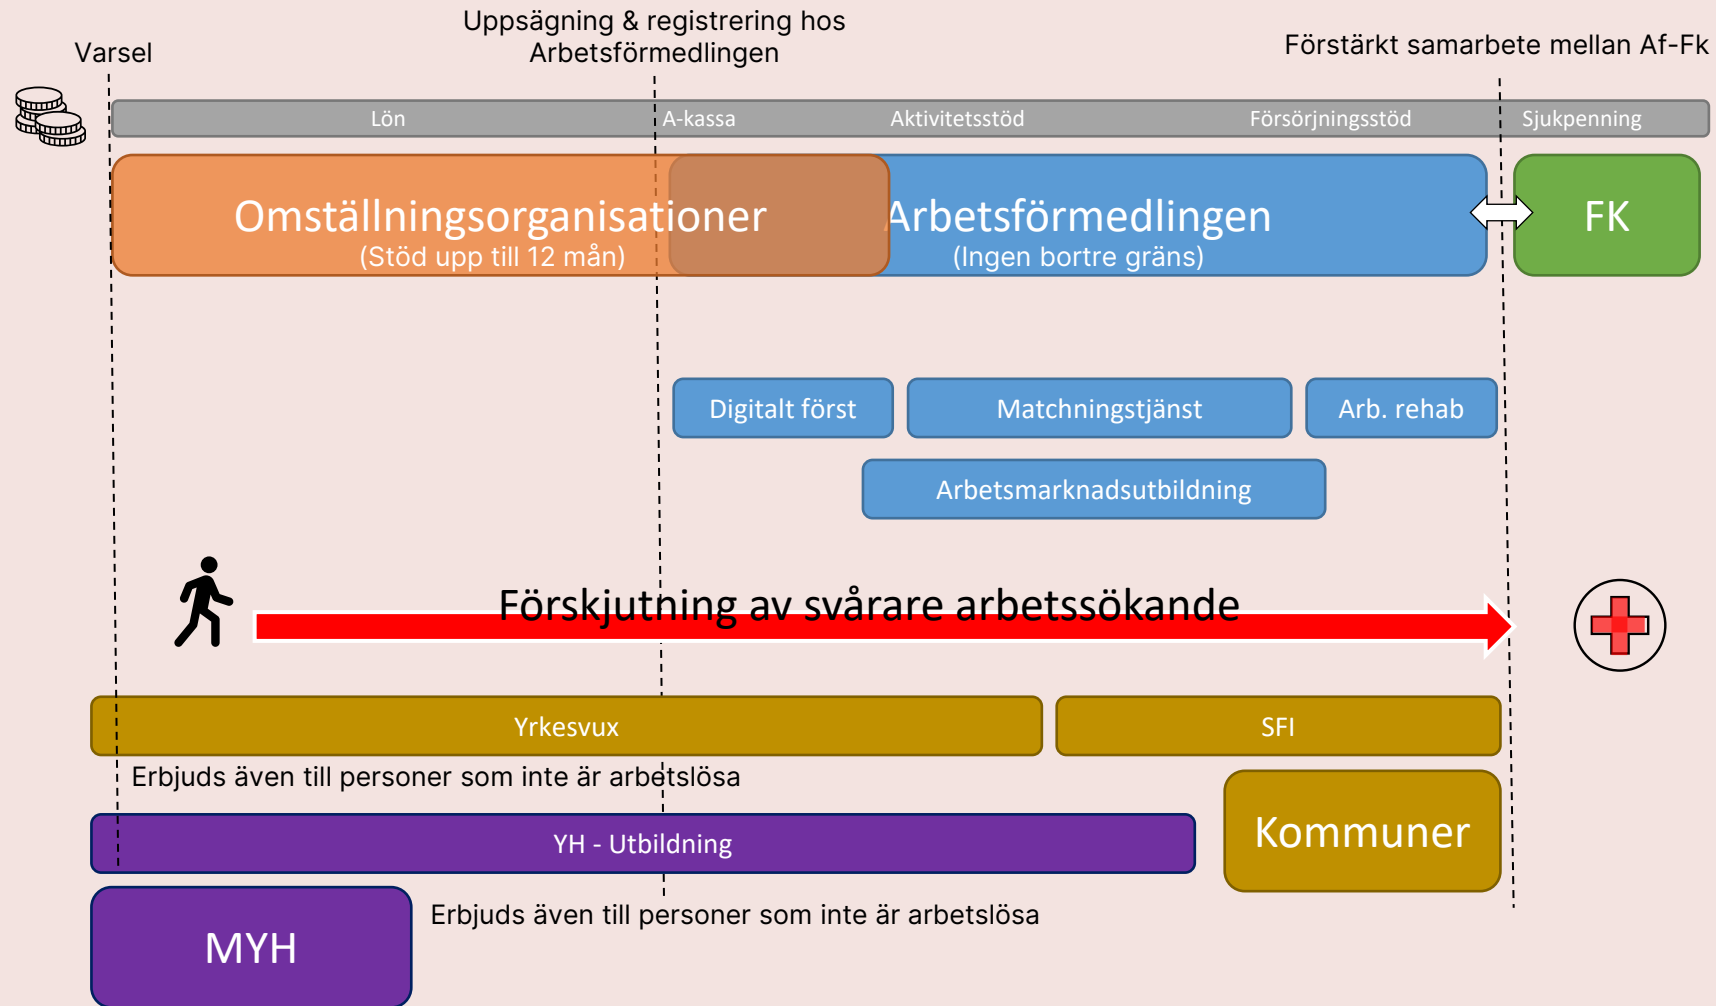 Uppsägning & registrering hos
Arbetsförmedlingen
Varsel
Förstärkt samarbete mellan Af-Fk
Lön
A-kassa
Aktivitetsstöd
Försörjningsstöd
Sjukpenning
Omställningsorganisationer
(Stöd upp till 12 mån)
Arbetsförmedlingen
(Ingen bortre gräns)
FK
Digitalt först
Matchningstjänst
Arb. rehab
Arbetsmarknadsutbildning
Förskjutning av svårare arbetssökande
Yrkesvux
SFI
Erbjuds även till personer som inte är arbetslösa
YH - Utbildning
Kommuner
MYH
Erbjuds även till personer som inte är arbetslösa